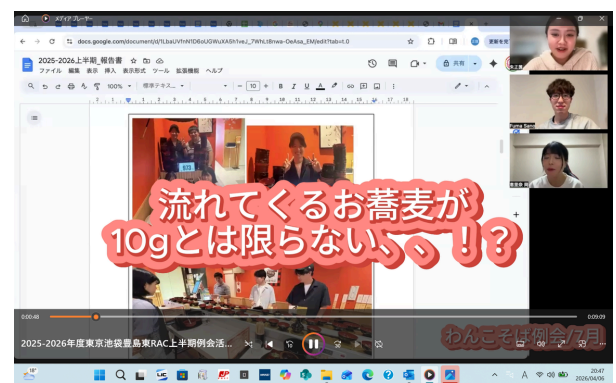 メディア プレーヤー
docs.google.com/document/d/1LbaUVfnN1D6oUGWuXA5h1veJ_7WhLt8nwa-OeAsa_EM/edit?tab=t.0
2025-2026上半期_報告書
ファイル 編集 表示 挿入 表示形式 ツール 拡張機能 ヘルプ
共有
100%
標準テキス...
10
Fuma Sano
973
流れてくるお蕎麦が
10gとは限らない、、！？
0:00:48
0:09:09
2025-2026年度東京池袋豊島東RAC上半期例会活...
わんこそば例会/7月
18°
20:47
2026/04/06